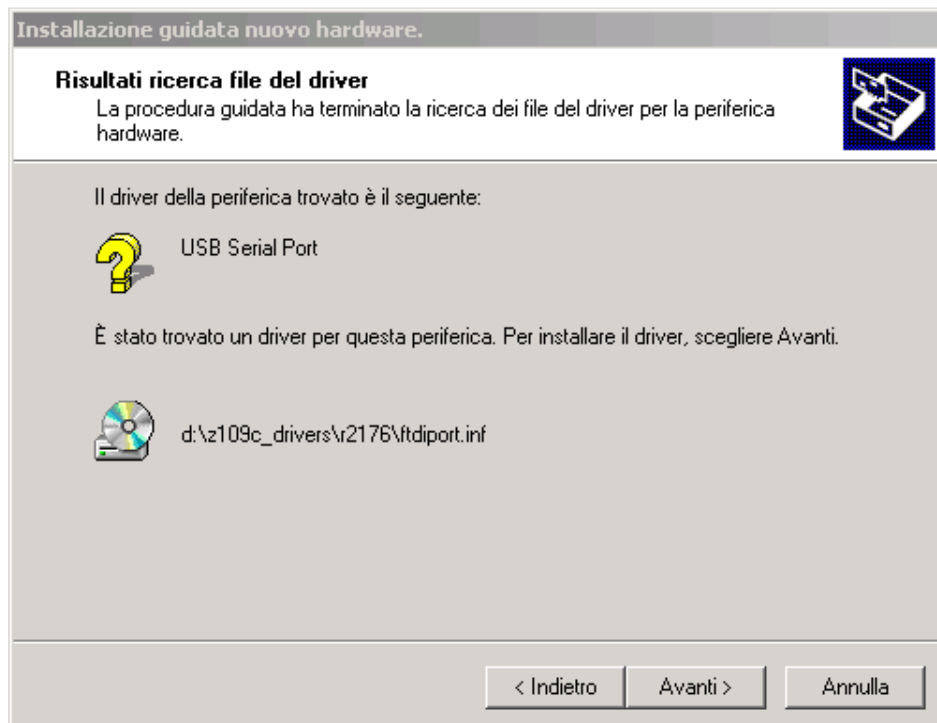 Installazione guidata nuovo hardware.
Risultati ricerca file del driver
La procedura guidata ha terminato la ricerca dei file del driver per la periferica
hardware.
Il driver della periferica trovato è il seguente:
USB Serial Port
È stato trovato un driver per questa periferica. Per installare il driver, scegliere Avanti.
d:\z109c_drivers\r2176\ftdiport.inf
< Indietro
Avanti >
Annulla